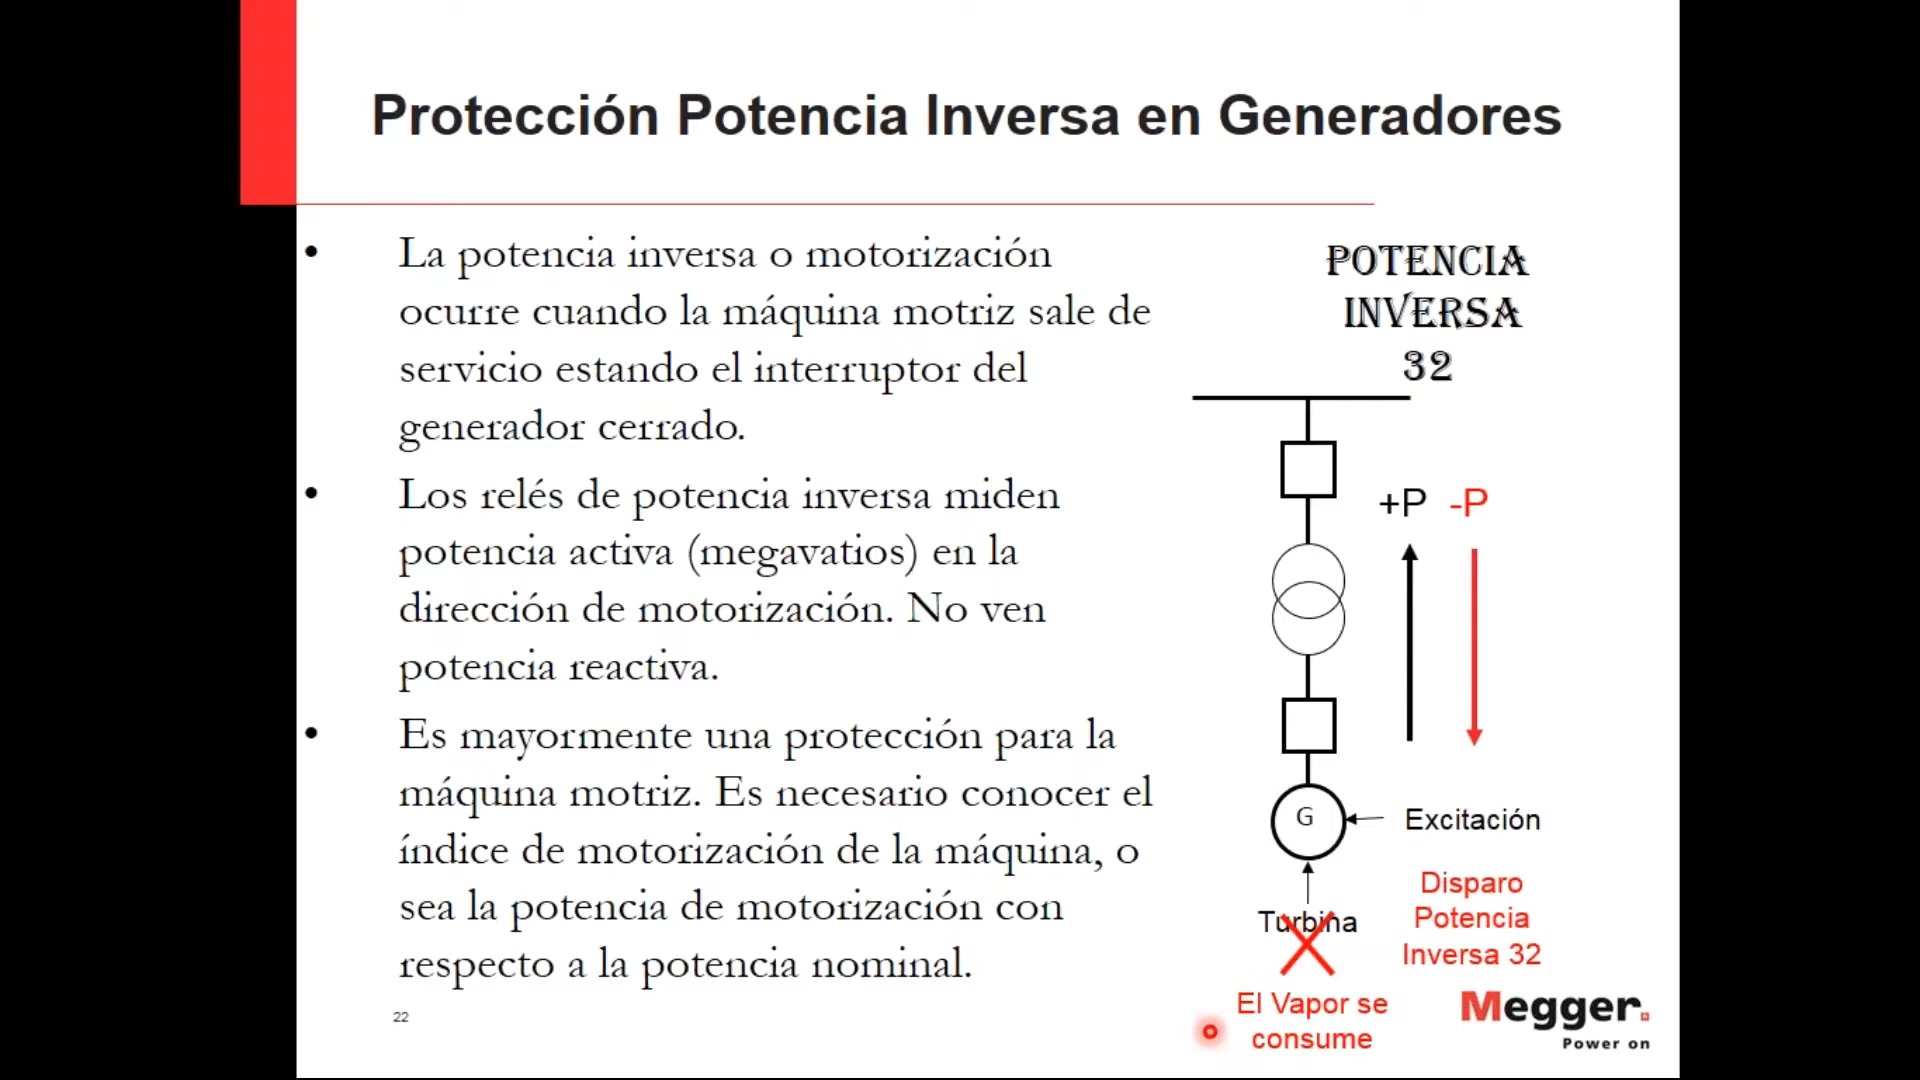 Protección Potencia Inversa en Generadores
• La potencia inversa o motorización
ocurre cuando la máquina motriz sale de
servicio estando el interruptor del
generador cerrado.
• Los relés de potencia inversa miden
potencia activa (megavatios) en la
dirección de motorización. No ven
potencia reactiva.
• Es mayormente una protección para la
máquina motriz. Es necesario conocer el
índice de motorización de la máquina, o
sea la potencia de motorización con
respecto a la potencia nominal.
22
POTENCIA
INVERSA
32
+P -P
G
Excitación
Turbina
Disparo
Potencia
Inversa 32
El Vapor se
consume
Megger.
Power on